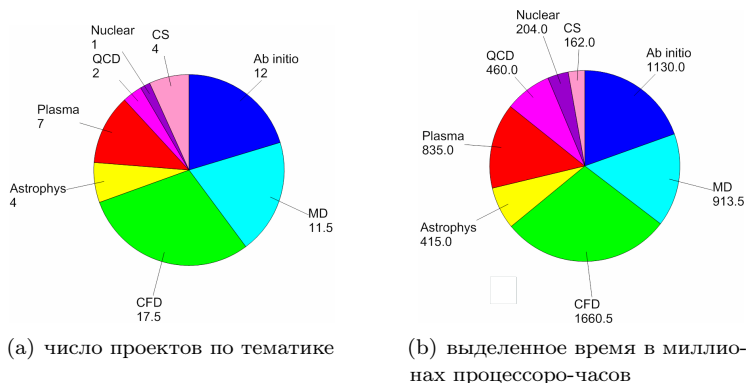 Nuclear
1
CS
4
QCD
2
Ab initio
12
Plasma
7
Astrophys
4
MD
11.5
CFD
17.5
(a) число проектов по тематике
Nuclear
204.0
CS
162.0
QCD
460.0
Ab initio
1130.0
Plasma
835.0
MD
913.5
Astrophys
415.0
CFD
1660.5
(b) выделенное время в миллио-
нах процессоро-часов